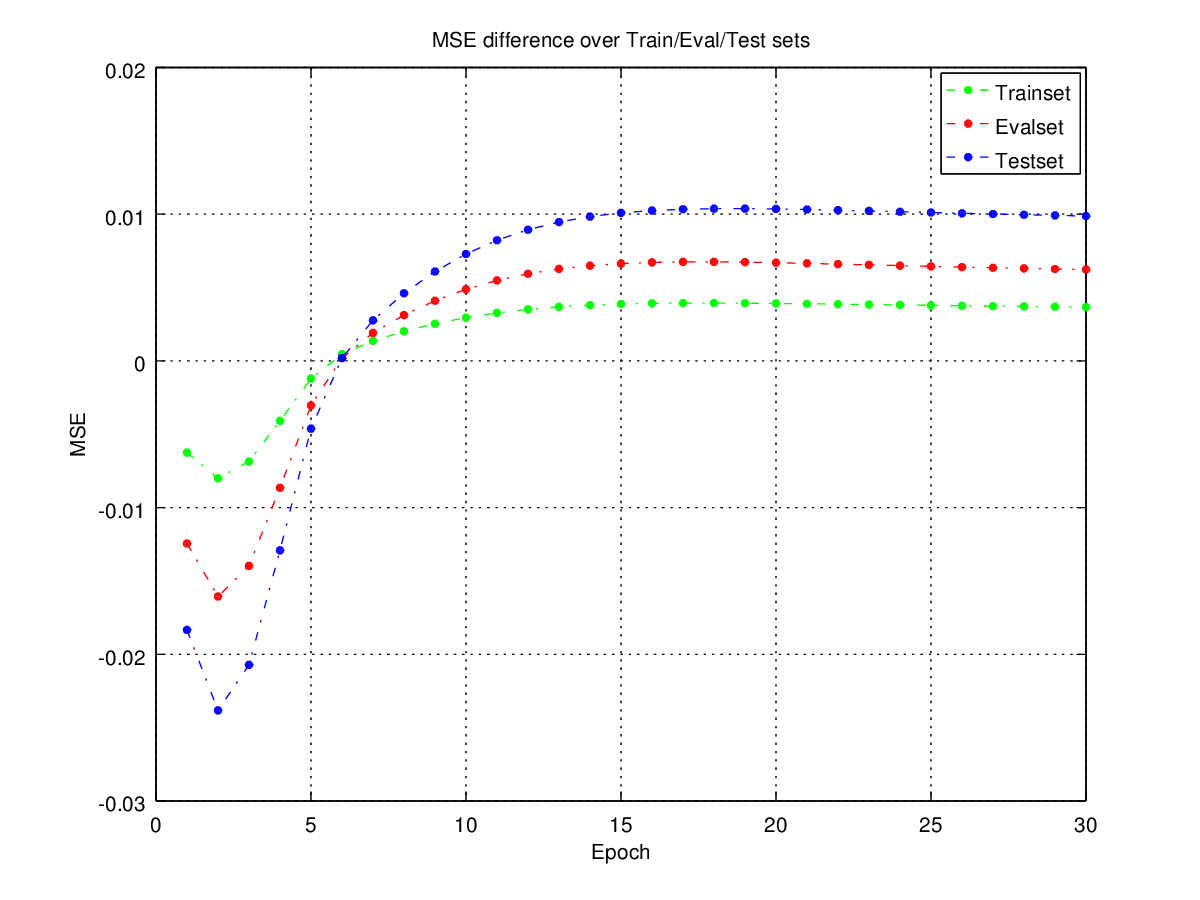 MSE difference over Train/Eval/Test sets
0.02
Trainset
Evalset
Testset
0.01
0
MSE
-0.01
-0.02
-0.03
0 5 10 15 20 25 30
Epoch